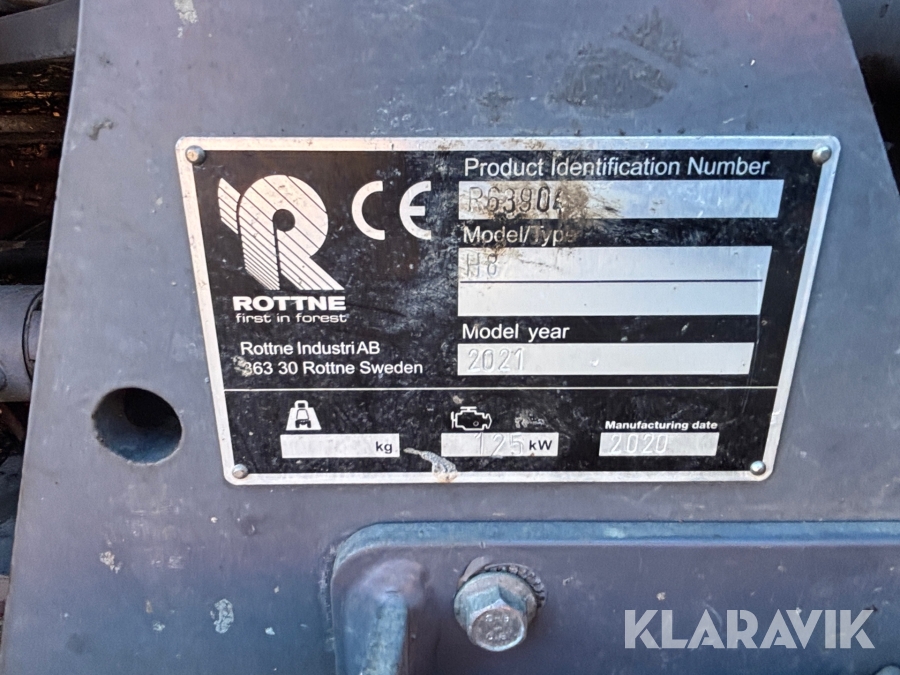 Product Identification Number
R63904
Model/Type
H8
ROTTNE
first in forest
Model year
2021
Rottne Industri AB
363 30 Rottne Sweden
kg
125 kW
Manufacturing date
2020
CE
KLARAVIK